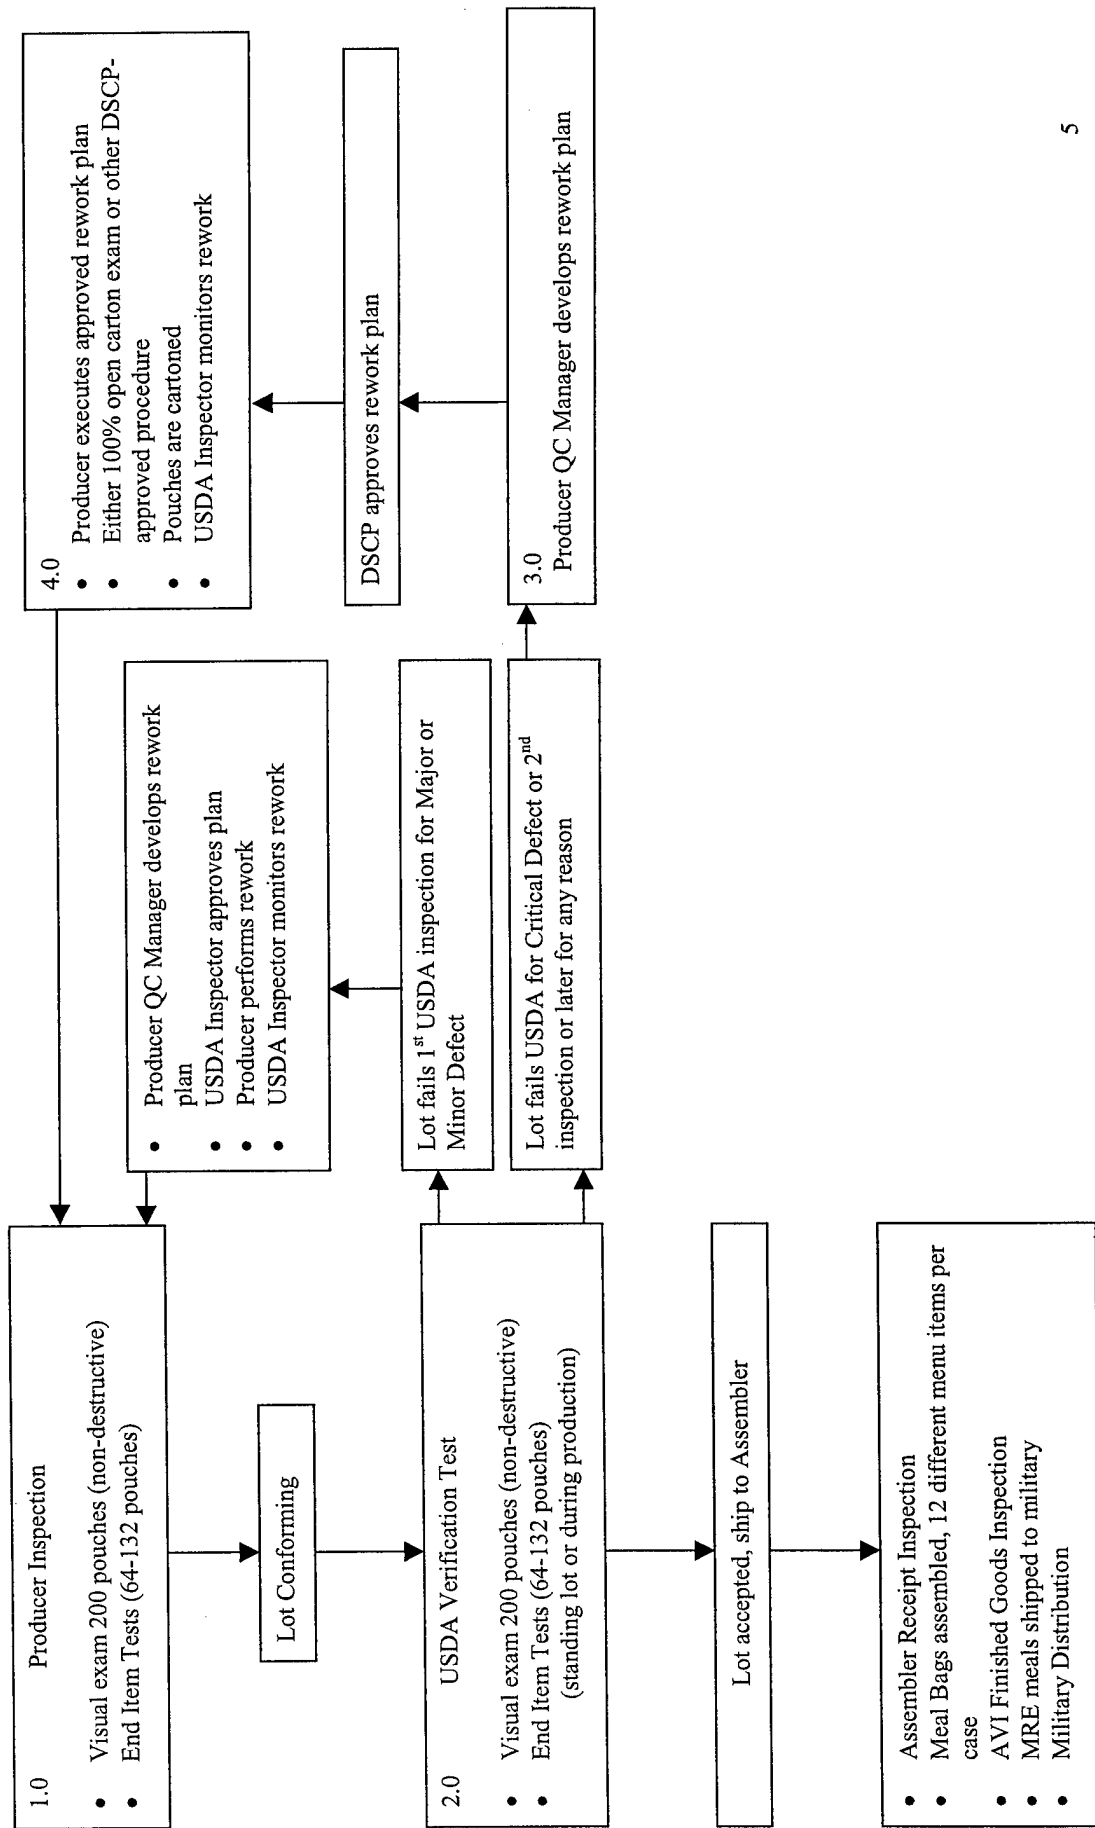 1.0 Producer Inspection
• Visual exam 200 pouches (non-destructive)
• End Item Tests (64-132 pouches)
Lot Conforming
2.0 USDA Verification Test
• Visual exam 200 pouches (non-destructive)
• End Item Tests (64-132 pouches)
(standing lot or during production)
Lot accepted, ship to Assembler
• Assembler Receipt Inspection
• Meal Bags assembled, 12 different menu items per
case
• AVI Finished Goods Inspection
• MRE meals shipped to military
• Military Distribution
• Producer QC Manager develops rework
plan
• USDA Inspector approves plan
• Producer performs rework
• USDA Inspector monitors rework
Lot fails 1st USDA inspection for Major or
Minor Defect
Lot fails USDA for Critical Defect or 2nd
inspection or later for any reason
4.0
• Producer executes approved rework plan
• Either 100% open carton exam or other DSCP-
approved procedure
• Pouches are cartoned
• USDA Inspector monitors rework
DSCP approves rework plan
3.0
Producer QC Manager develops rework plan
5